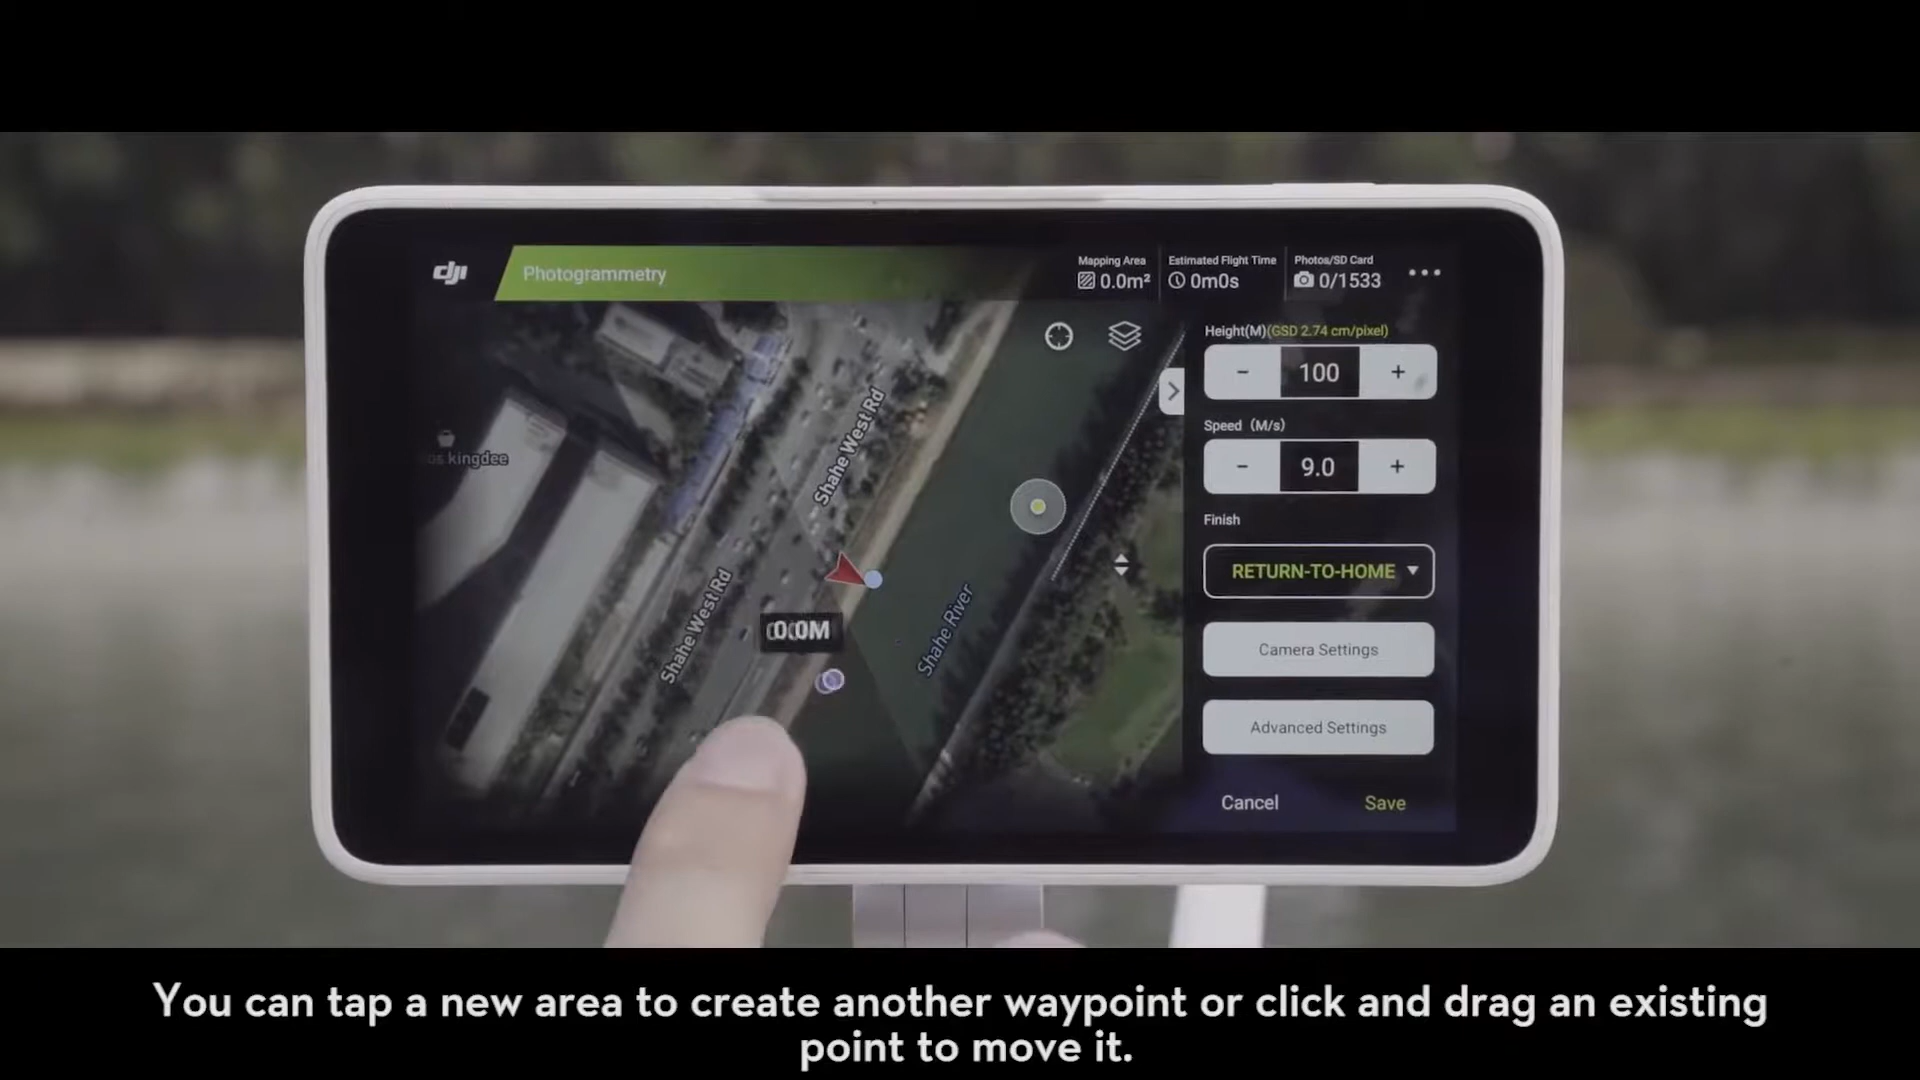 dji
Photogrammetry
Mapping Area
0.0m²
Estimated Flight Time
0m0s
Photos/SD Card
0/1533
Height(M)(GSD 2.74 cm/pixel)
-
100
+
Speed (M/s)
-
9.0
+
Finish
RETURN-TO-HOME
Camera Settings
Advanced Settings
Cancel
Save
kingdee
Shahe West Rd
Shahe West Rd
Shahe River
0.0M
You can tap a new area to create another waypoint or click and drag an existing
point to move it.